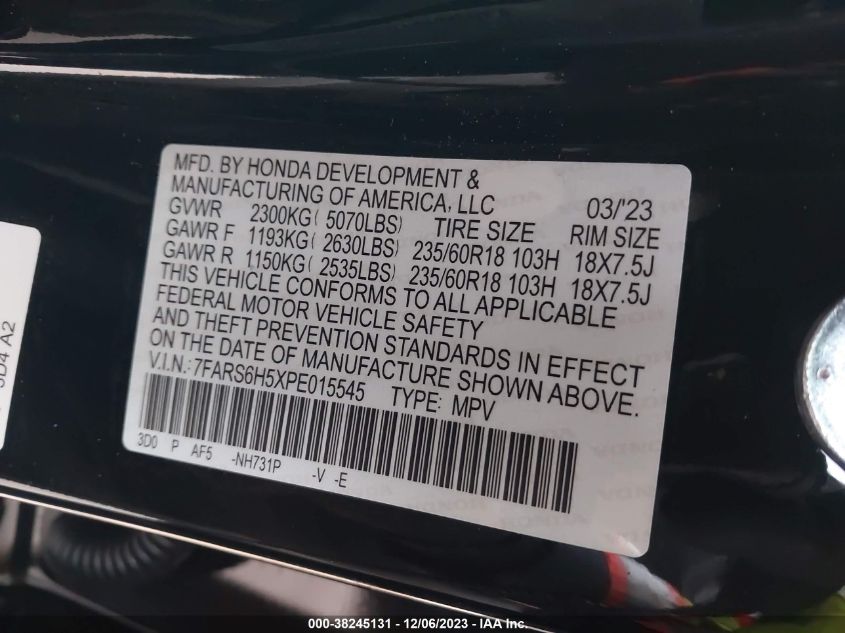 MFD. BY HONDA DEVELOPMENT &
MANUFACTURING OF AMERICA, LLC 03/'23
GVWR 2300KG( 5070LBS) TIRE SIZE RIM SIZE
GAWR F 1193KG( 2630LBS) 235/60R18 103H 18X7.5J
GAWR R 1150KG( 2535LBS) 235/60R18 103H 18X7.5J
THIS VEHICLE CONFORMS TO ALL APPLICABLE
FEDERAL MOTOR VEHICLE SAFETY
AND THEFT PREVENTION STANDARDS IN EFFECT
ON THE DATE OF MANUFACTURE SHOWN ABOVE.
V.I.N.:7FARS6H5XPE015545 TYPE: MPV
3D0 P AF5 -NH731P -V -E
3D4 A2
000-38245131 - 12/06/2023 - IAA Inc.